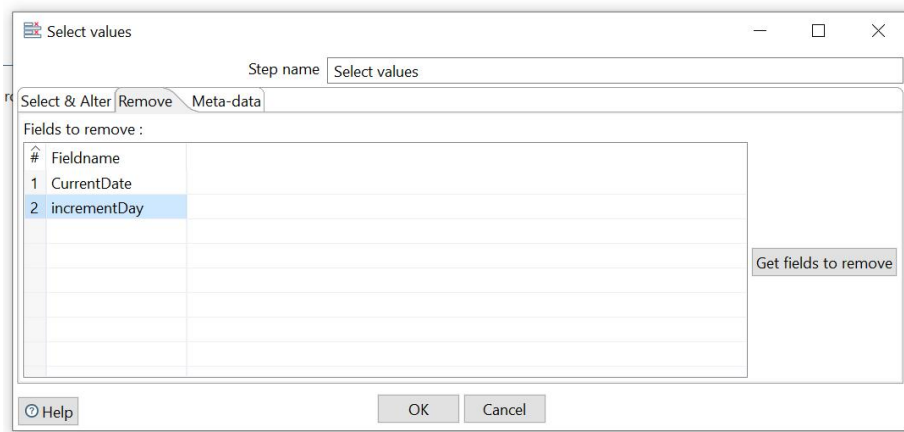 Select values
Step name Select values
Select & Alter Remove Meta-data
Fields to remove :
# Fieldname
1 CurrentDate
2 incrementDay
Get fields to remove
Help OK Cancel